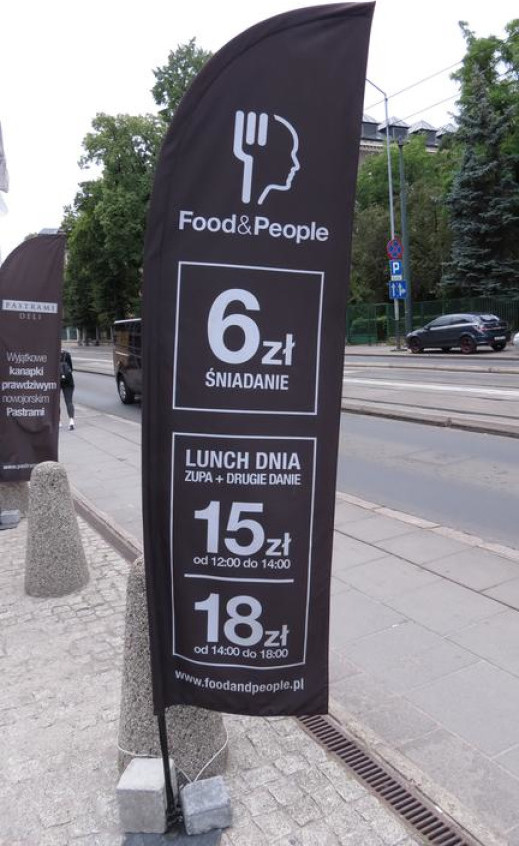 Food&People
6zł
ŚNIADANIE
LUNCH DNIA
ZUPA + DRUGIE DANIE
15zł
od 12:00 do 14:00
18zł
od 14:00 do 18:00
www.foodandpeople.pl
PASTRAMI
DELI
Wyjątkowe
kanapki
prawdziwym
nowojorskim
Pastrami
P